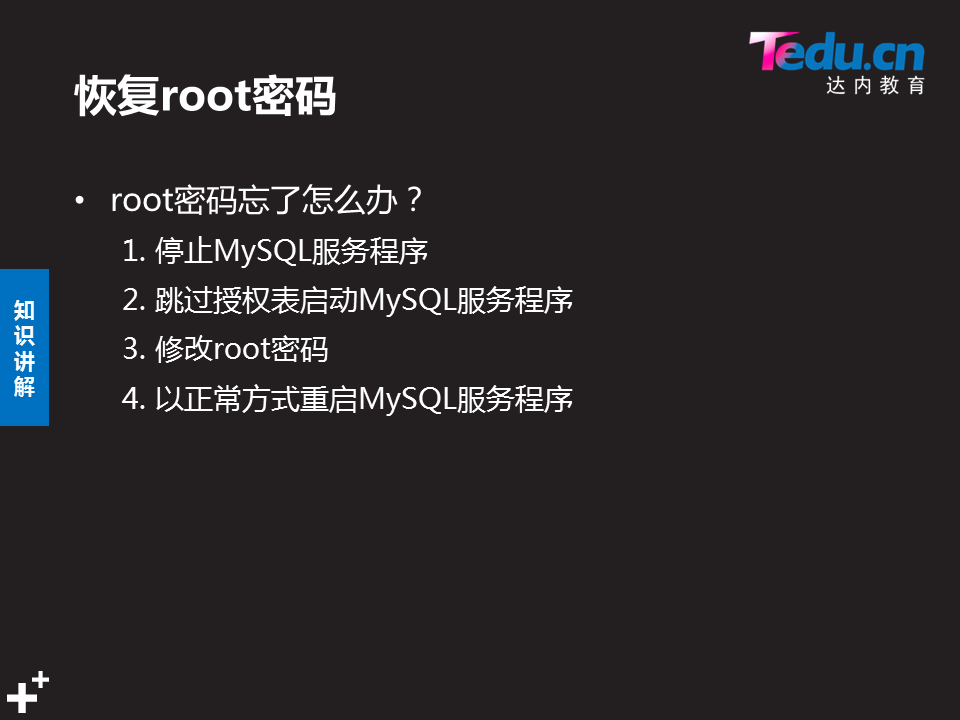 Tedu.cn
达内教育
恢复root密码
• root密码忘了怎么办？
1. 停止MySQL服务程序
2. 跳过授权表启动MySQL服务程序
3. 修改root密码
4. 以正常方式重启MySQL服务程序
知识讲解